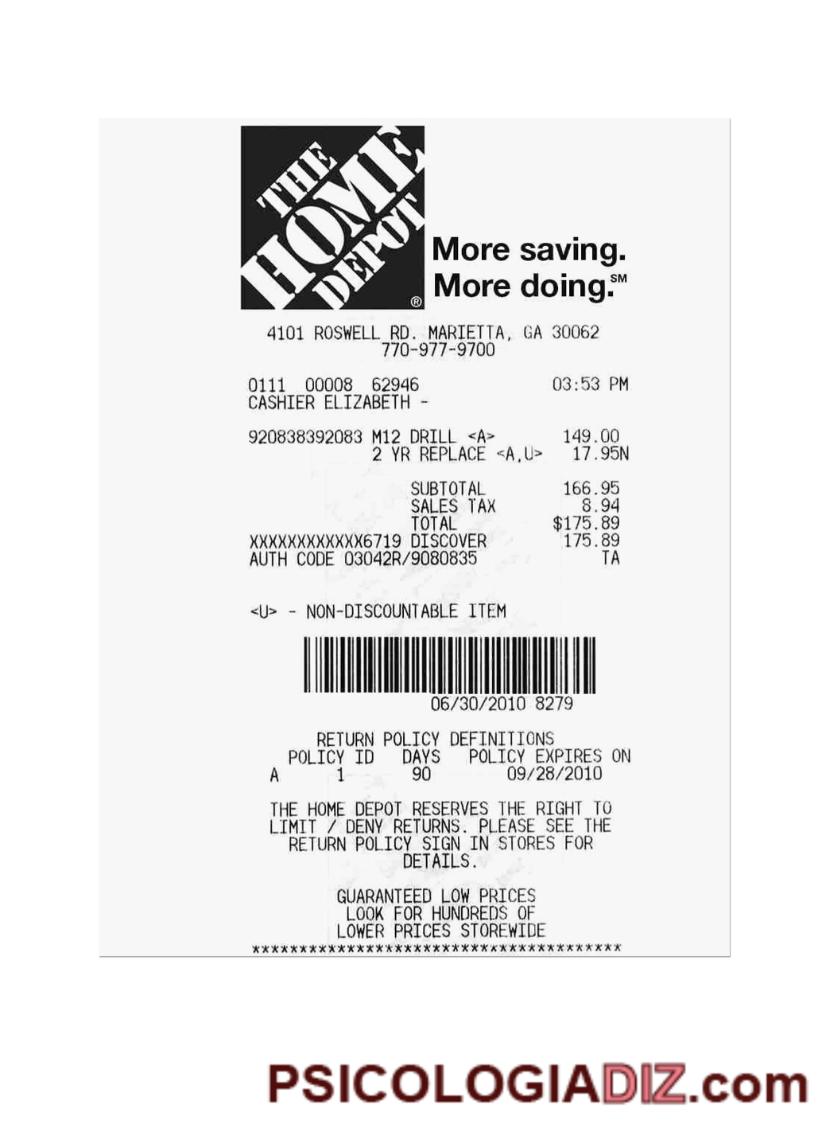 THE
HOME
DEPOT
®
More saving.
More doing.℠
4101 ROSWELL RD. MARIETTA, GA 30062
770-977-9700
0111 00008 62946 03:53 PM
CASHIER ELIZABETH -
920838392083 M12 DRILL <A> 149.00
2 YR REPLACE <A,U> 17.95N
SUBTOTAL 166.95
SALES TAX 8.94
TOTAL $175.89
XXXXXXXXXXXX6719 DISCOVER 175.89
AUTH CODE 03042R/9080835 TA
<U> - NON-DISCOUNTABLE ITEM
06/30/2010 8279
RETURN POLICY DEFINITIONS
POLICY ID DAYS POLICY EXPIRES ON
A 1 90 09/28/2010
THE HOME DEPOT RESERVES THE RIGHT TO
LIMIT / DENY RETURNS. PLEASE SEE THE
RETURN POLICY SIGN IN STORES FOR
DETAILS.
GUARANTEED LOW PRICES
LOOK FOR HUNDREDS OF
LOWER PRICES STOREWIDE
***************************************
PSICOLOGIADIZ.com